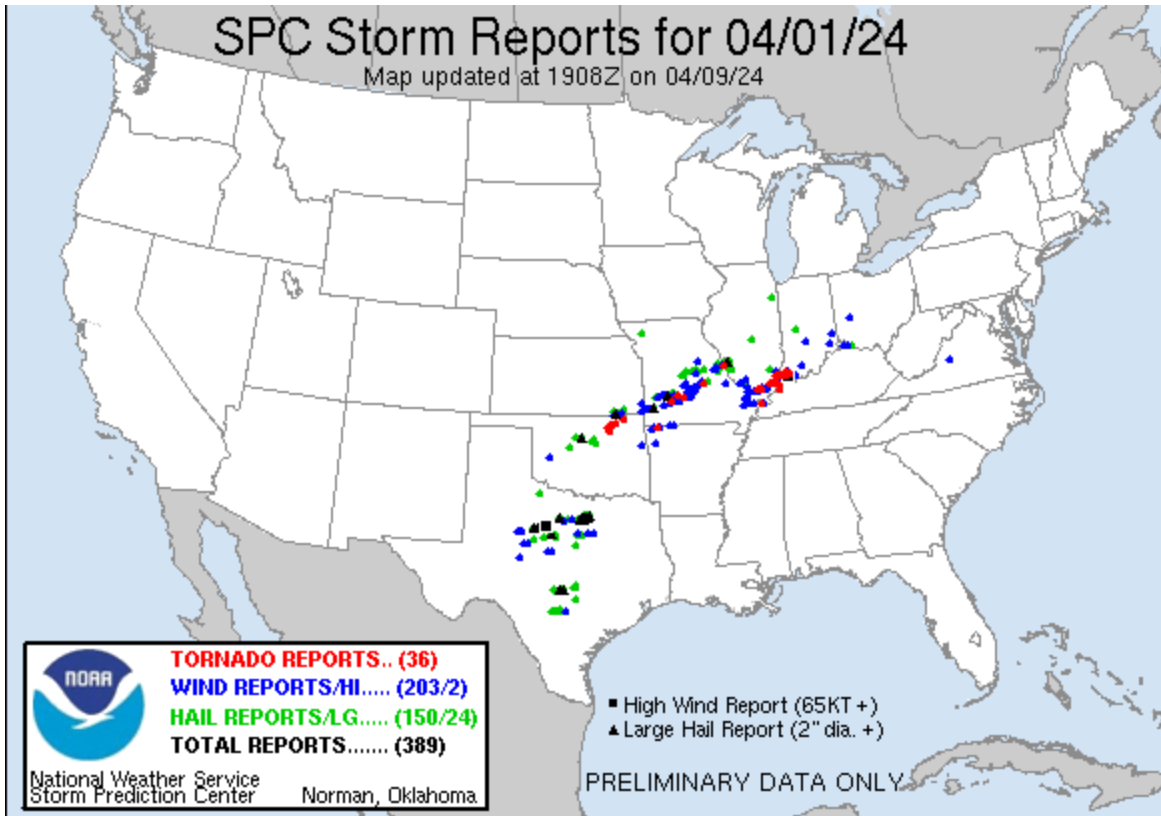 SPC Storm Reports for 04/01/24
Map updated at 1908Z on 04/09/24
NOAA
TORNADO REPORTS.. (36)
WIND REPORTS/HI..... (203/2)
HAIL REPORTS/LG..... (150/24)
TOTAL REPORTS....... (389)
National Weather Service
Storm Prediction Center Norman, Oklahoma
High Wind Report (65KT +)
Large Hail Report (2" dia. +)
PRELIMINARY DATA ONLY